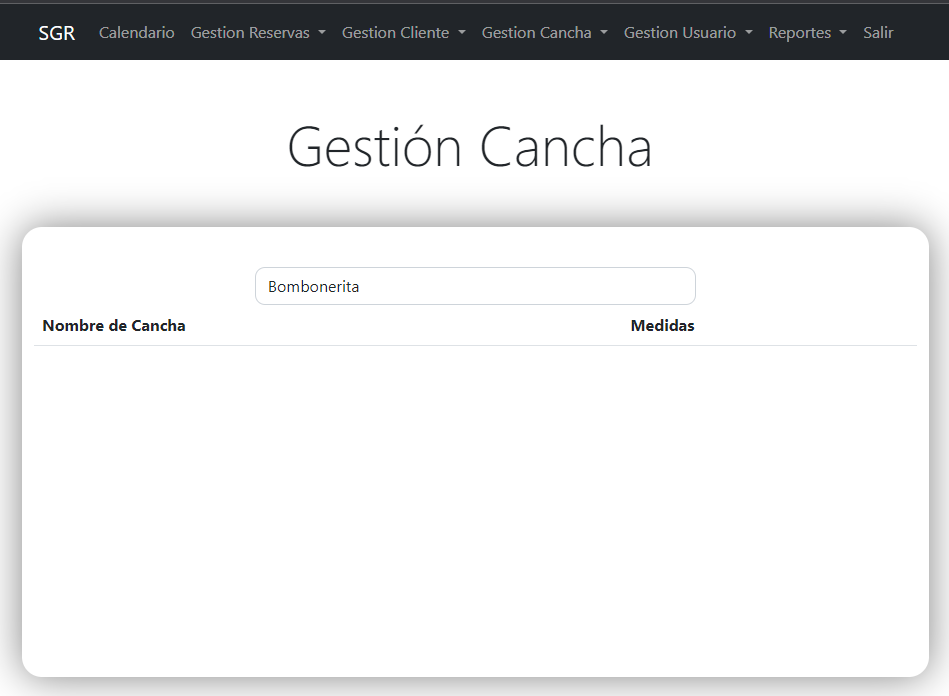 SGR Calendario Gestion Reservas Gestion Cliente Gestion Cancha Gestion Usuario Reportes Salir
Gestión Cancha
Bombonerita
Nombre de Cancha Medidas